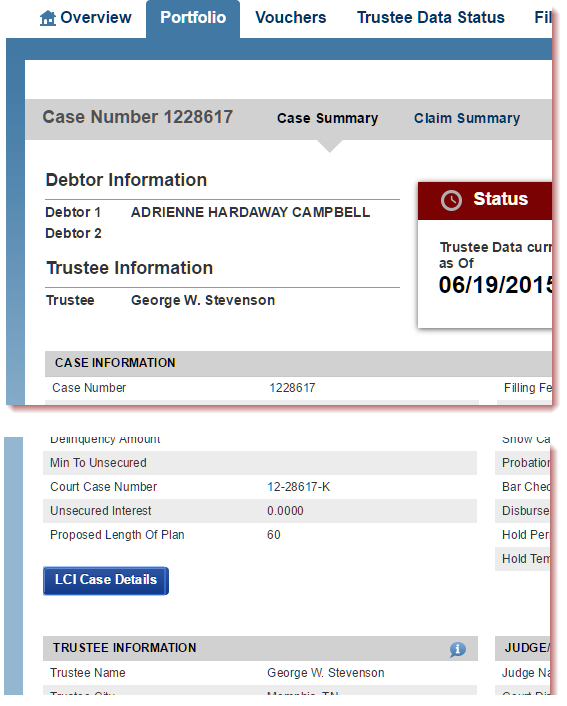 Overview Portfolio Vouchers Trustee Data Status Fil
Case Number 1228617 Case Summary Claim Summary
Debtor Information
Debtor 1 ADRIENNE HARDAWAY CAMPBELL
Debtor 2
Trustee Information
Trustee George W. Stevenson
Status
Trustee Data curr
as Of
06/19/2015
CASE INFORMATION
Case Number 1228617 Filling Fe
Delinquency Amount Show Ca
Min To Unsecured Probation
Court Case Number 12-28617-K Bar Chec
Unsecured Interest 0.0000 Disburse
Proposed Length Of Plan 60 Hold Per
Hold Tem
LCI Case Details
TRUSTEE INFORMATION JUDGE/
Trustee Name George W. Stevenson Judge Na
Trustee City Memphis, TN Court Dis